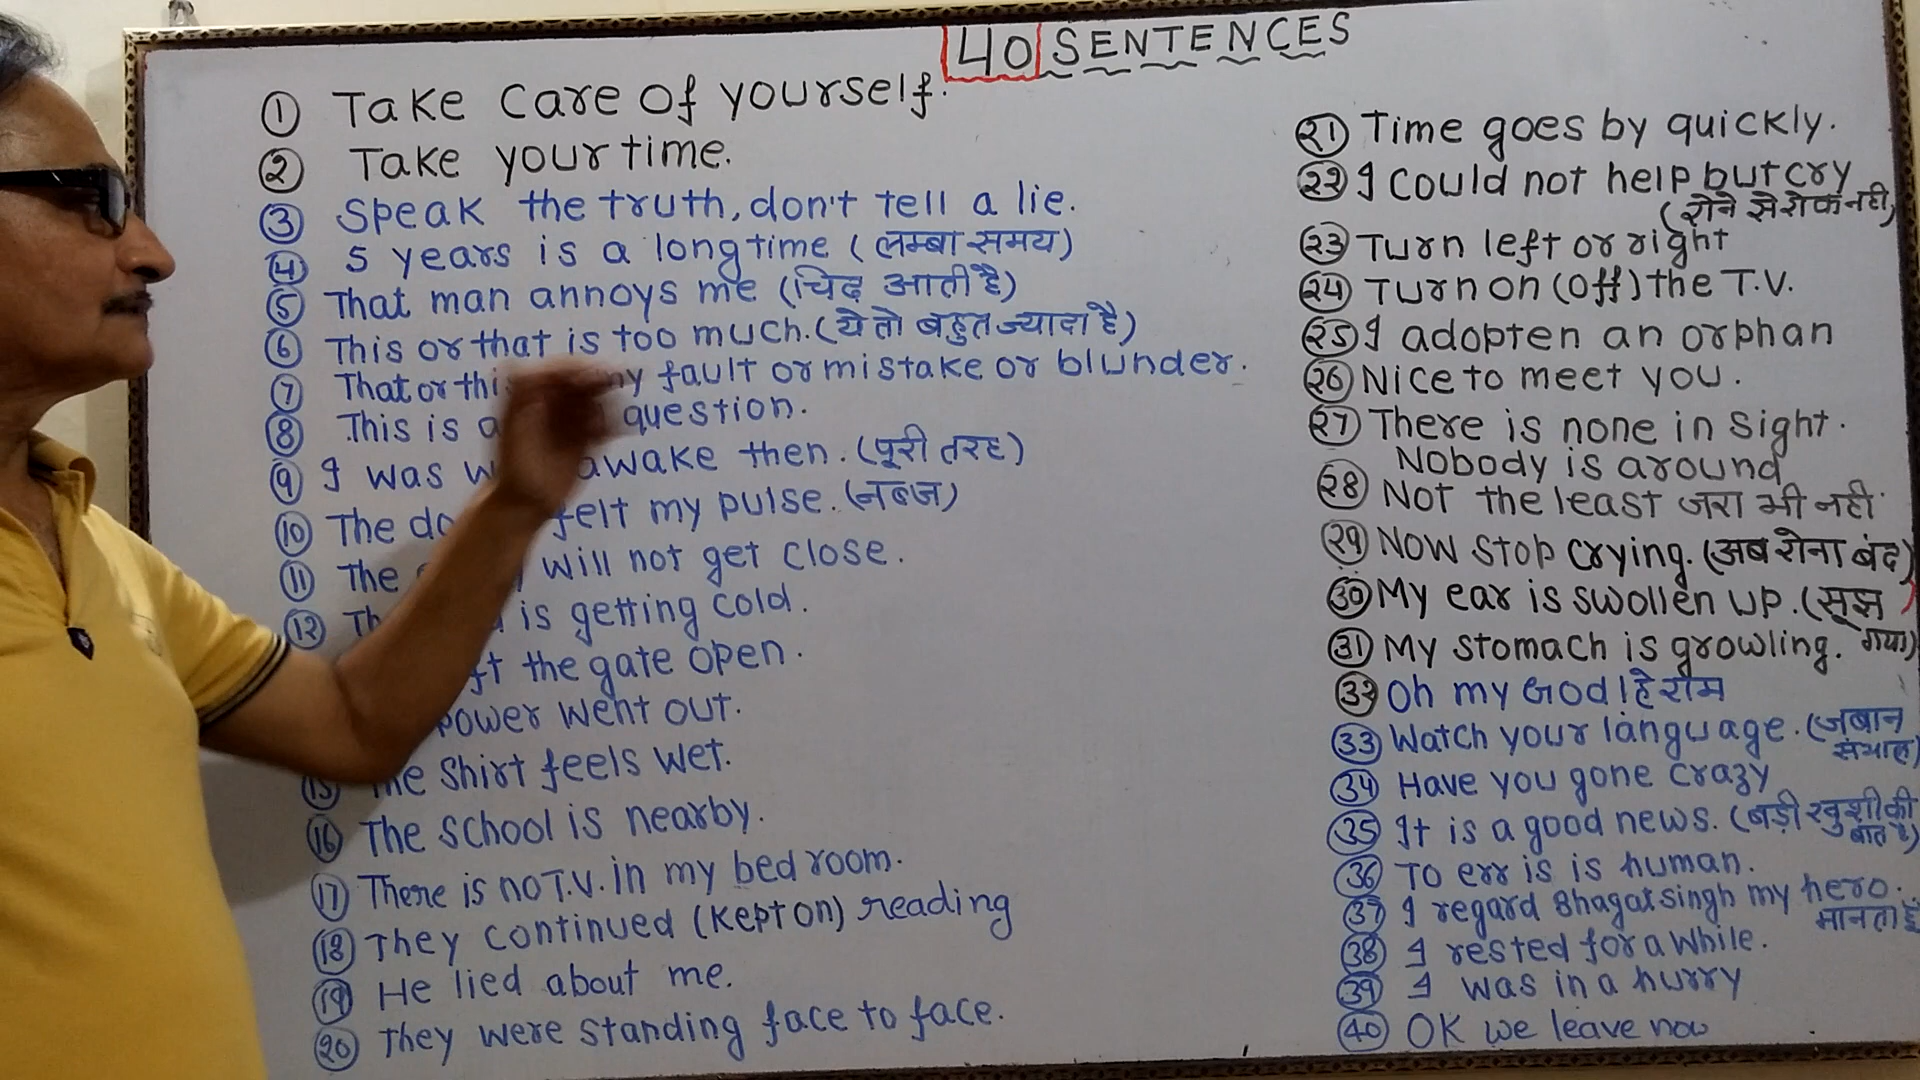 40 SENTENCES
① Take care of yourself.
② Take your time.
③ Speak the truth, don't tell a lie.
④ 5 years is a long time (लम्बा समय)
⑤ That man annoys me (चिढ़ आती है)
⑥ This or that is too much. (ये तो बहुत ज्यादा है)
⑦ That or this my fault or mistake or blunder.
⑧ This is a question.
⑨ I was awake then. (पूरी तरह)
⑩ The felt my pulse. (नब्ज)
⑪ The will not get close.
⑫ is getting cold.
the gate open.
power went out.
⑮ The Shirt feels wet.
⑯ The school is nearby.
⑰ There is no T.V. in my bed room.
⑱ They continued (kept on) reading
⑲ He lied about me.
⑳ They were standing face to face.
㉑ Time goes by quickly.
㉒ I could not help but cry
(रोने से रोक नही)
㉓ Turn left or right
㉔ Turn on (off) the T.V.
㉕ I adopten an orphan
㉖ Nice to meet you.
㉗ There is none in sight.
Nobody is around
㉘ Not the least जरा भी नही
㉙ Now stop crying. (अब रोना बंद)
㉚ My ear is swollen up. (सूझ
गया)
㉛ My stomach is growling.
㉜ Oh my God! हे राम
㉝ Watch your language. (जबान
संभाल)
㉞ Have you gone crazy
㉟ It is a good news. (बड़ी खुशी की
बात है)
㊱ To err is is human.
㊲ I regard Bhagat singh my hero.
मानता हूँ
㊳ I rested for a while.
㊴ I was in a hurry
㊵ OK we leave now